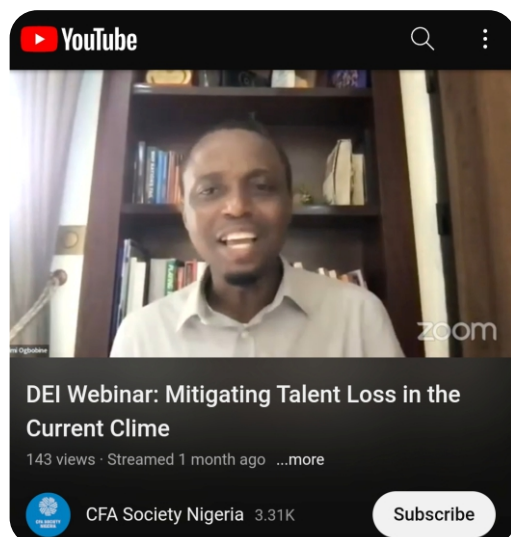 YouTube
zoom
DEI Webinar: Mitigating Talent Loss in the
Current Clime
143 views · Streamed 1 month ago ...more
CFA Society Nigeria 3.31K
Subscribe